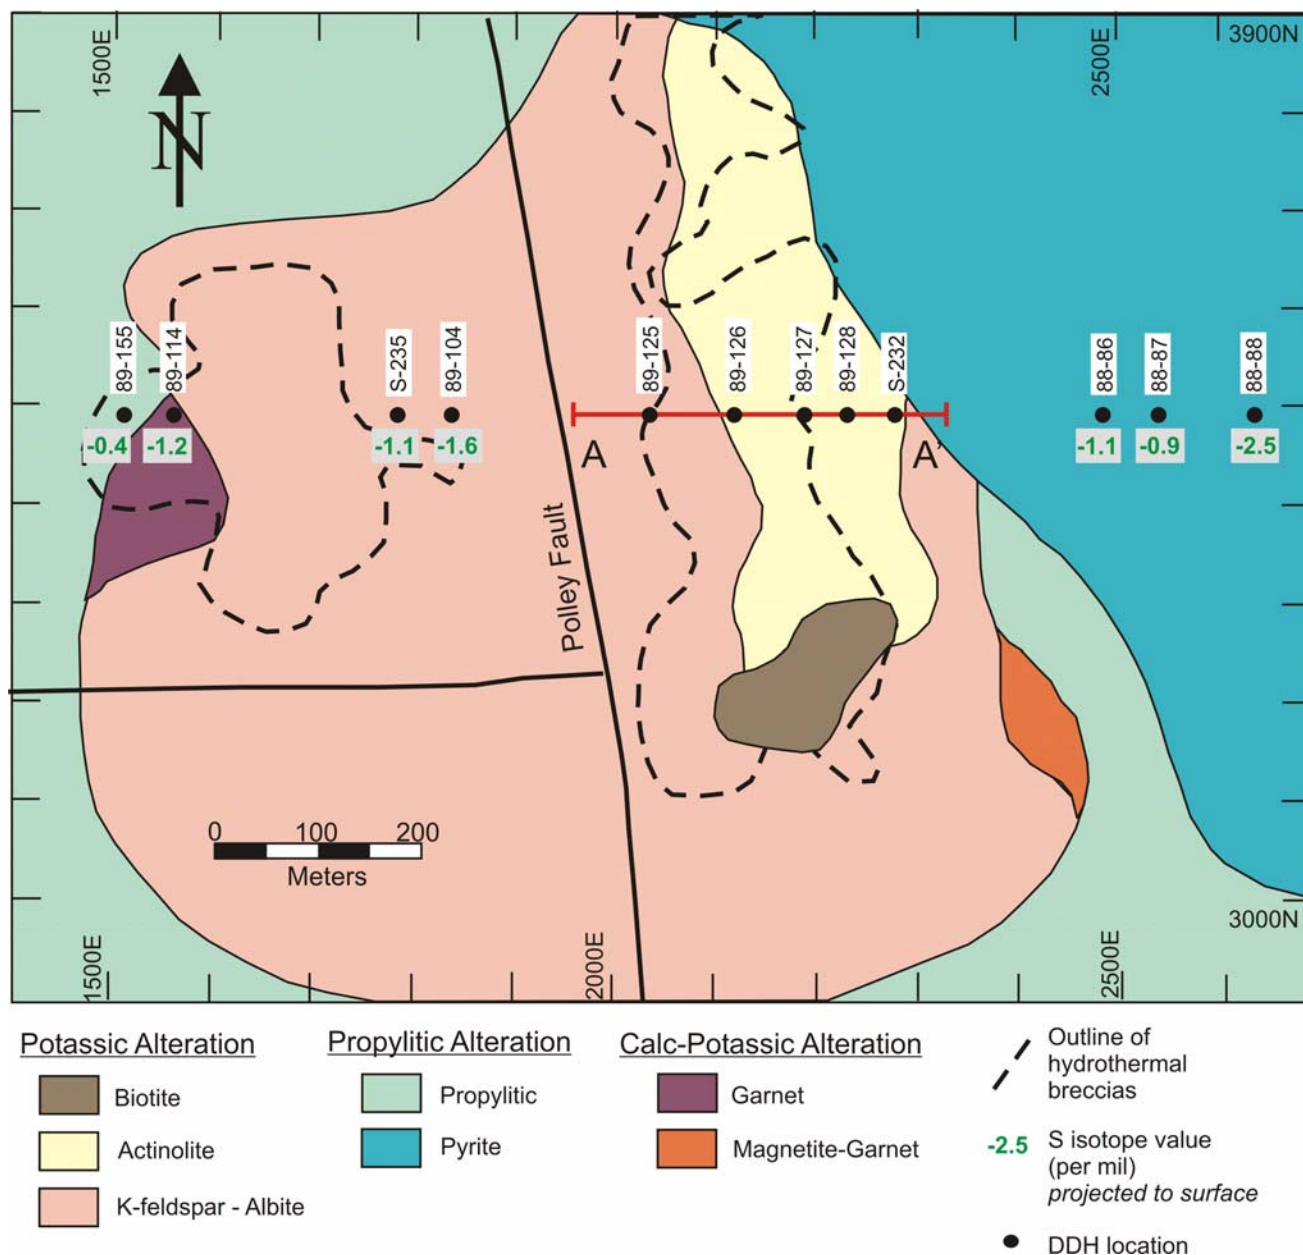 1500E
2500E
3900N
N
89-155
89-114
S-235
89-104
89-125
89-126
89-127
89-128
S-232
88-86
88-87
88-88
-0.4
-1.2
-1.1
-1.6
A
A'
-1.1
-0.9
-2.5
Polley Fault
0 100 200
Meters
3000N
1500E
2000E
2500E
Potassic Alteration
Biotite
Actinolite
K-feldspar - Albite
Propylitic Alteration
Propylitic
Pyrite
Calc-Potassic Alteration
Garnet
Magnetite-Garnet
Outline of
hydrothermal
breccias
-2.5 S isotope value
(per mil)
projected to surface
DDH location